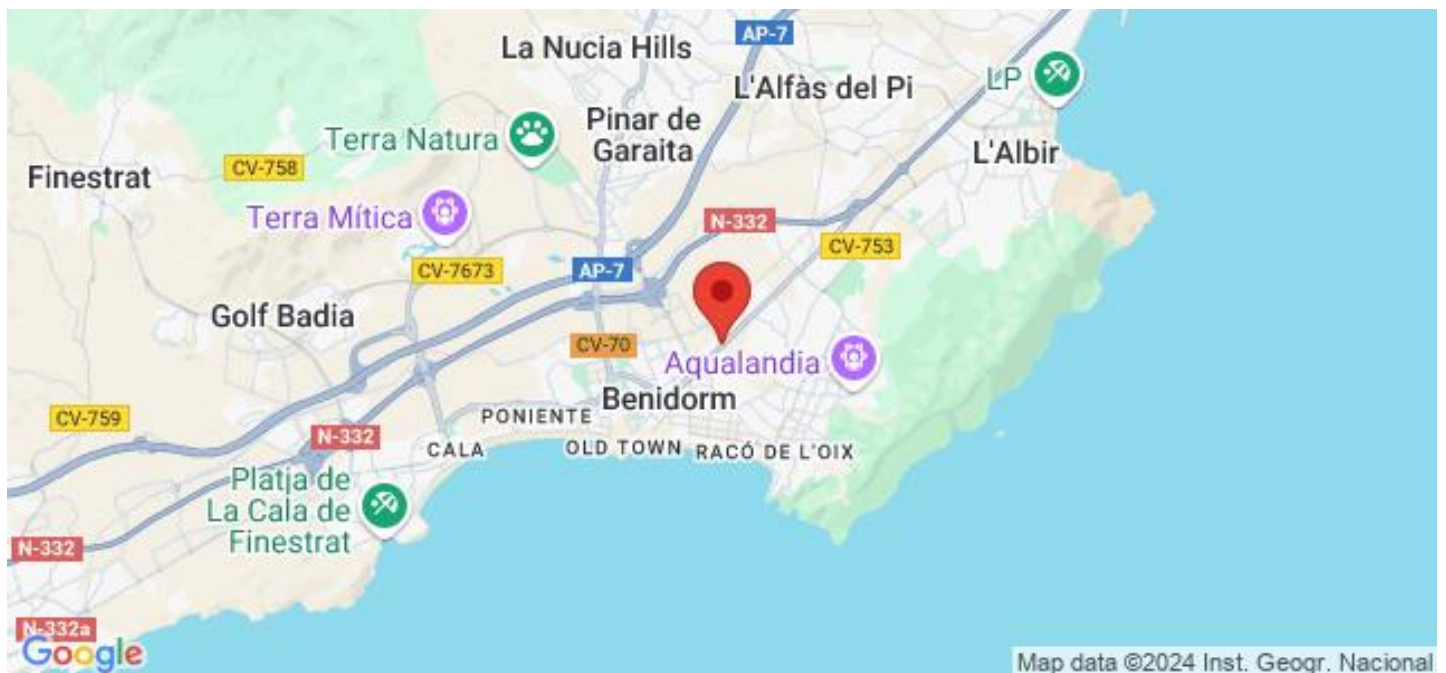 La Nucia Hills
AP-7
L'Alfàs del Pi
LP
Terra Natura
Pinar de
Garaita
L'Albir
Finestrat
CV-758
Terra Mítica
N-332
CV-753
CV-7673
AP-7
Golf Badia
CV-70
Aqualandia
Benidorm
CV-759
PONIENTE
N-332
CALA
OLD TOWN
RACÓ DE L'OIX
Platja de
La Cala de
Finestrat
N-332
N-332a
Google
Map data ©2024 Inst. Geogr. Nacional